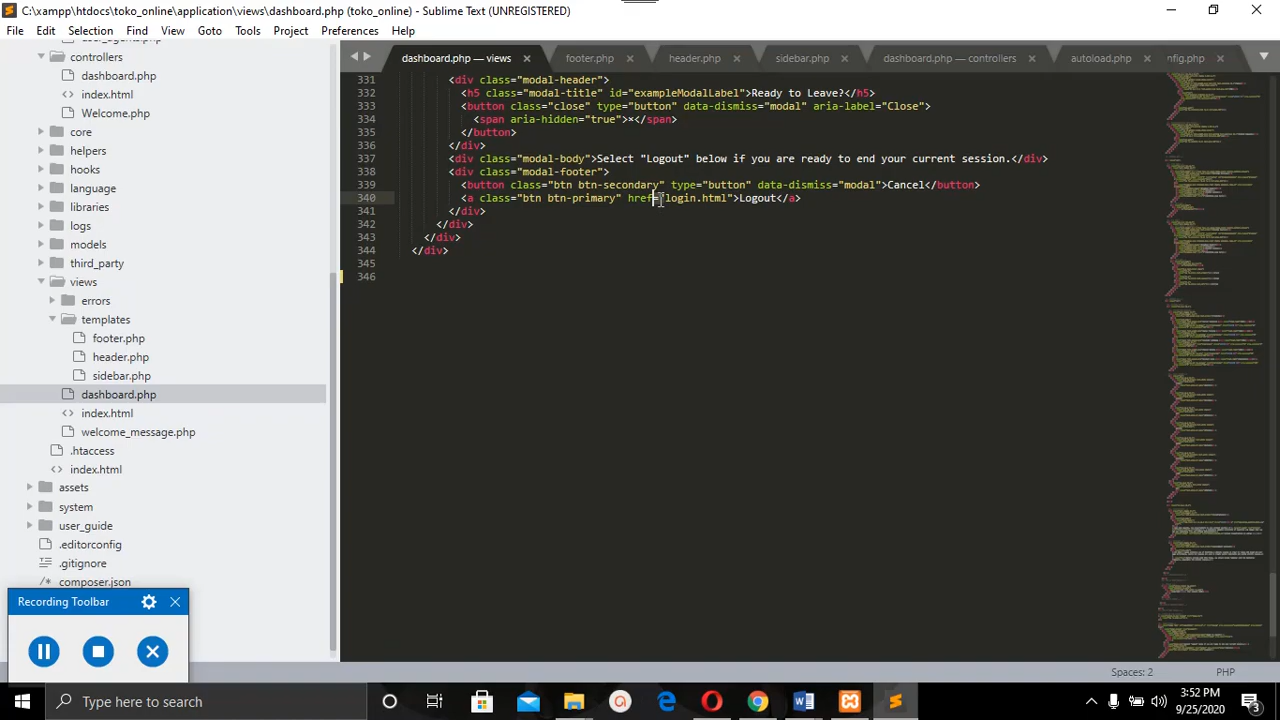 C:\xampp\htdocs\toko_online\application\views\dashboard.php (toko_online) - Sublime Text (UNREGISTERED)
File Edit Selection Find View Goto Tools Project Preferences Help
user_agents.php
controllers
dashboard.php
index.html
Welcome.php
core
helpers
hooks
language
libraries
logs
models
third_party
views
errors
templates
footer.php
header.php
sidebar.php
dashboard.php
index.html
welcome_message.php
.htaccess
index.html
assets
system
user_guide
.editorconfig
.gitignore
composer.json
dashboard.php — views footer.php header.php sidebar.php dashboard.php — controllers autoload.php nfig.php
331 <div class="modal-header">
332 <h5 class="modal-title" id="exampleModalLabel">Ready to Leave?</h5>
333 <button class="close" type="button" data-dismiss="modal" aria-label="Close">
334 <span aria-hidden="true">×</span>
335 </button>
336 </div>
337 <div class="modal-body">Select "Logout" below if you are ready to end your current session.</div>
338 <div class="modal-footer">
339 <button class="btn btn-secondary" type="button" data-dismiss="modal">Cancel</button>
340 <a class="btn btn-primary" href="login.html">Logout</a>
341 </div>
342 </div>
343 </div>
344 </div>
345
346
Recording Toolbar
Spaces: 2 PHP
Type here to search
3:52 PM
9/25/2020
3